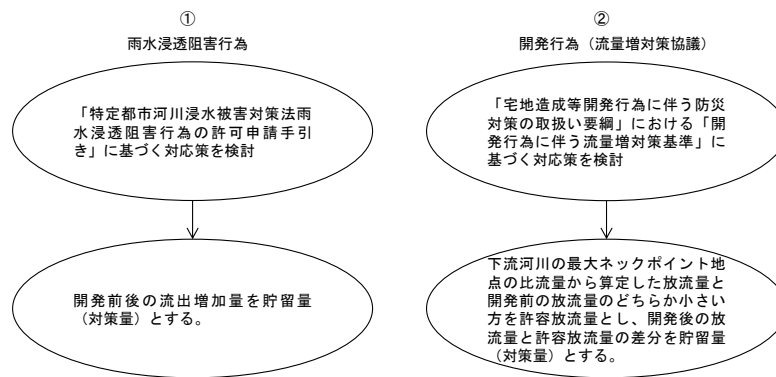 ①
雨水浸透阻害行為
「特定都市河川浸水被害対策法雨
水浸透阻害行為の許可申請手引
き」に基づく対応策を検討
開発前後の流出増加量を貯留量
（対策量）とする。
②
開発行為（流量増対策協議）
「宅地造成等開発行為に伴う防災
対策の取扱い要綱」における「開
発行為に伴う流量増対策基準」に
基づく対応策を検討
下流河川の最大ネックポイント地
点の比流量から算定した放流量と
開発前の放流量のどちらか小さい
方を許容放流量とし、開発後の放
流量と許容放流量の差分を貯留量
（対策量）とする。